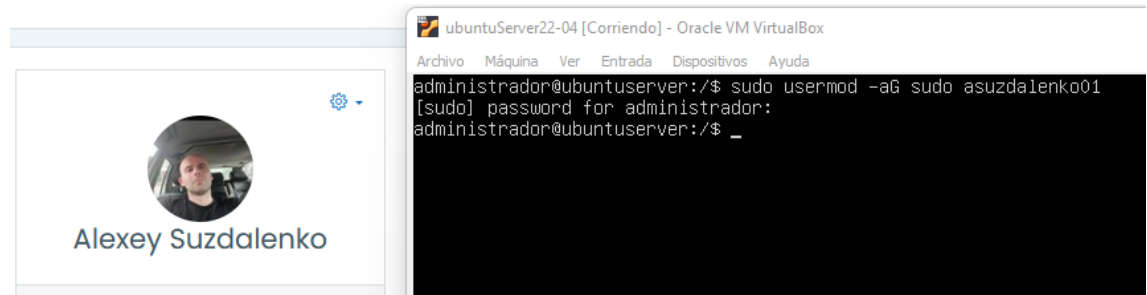 ubuntuServer22-04 [Corriendo] - Oracle VM VirtualBox
Archivo Máquina Ver Entrada Dispositivos Ayuda
administrador@ubuntuserver:/$ sudo usermod -aG sudo asuzdalenko01
[sudo] password for administrador:
administrador@ubuntuserver:/$ _
Alexey Suzdalenko